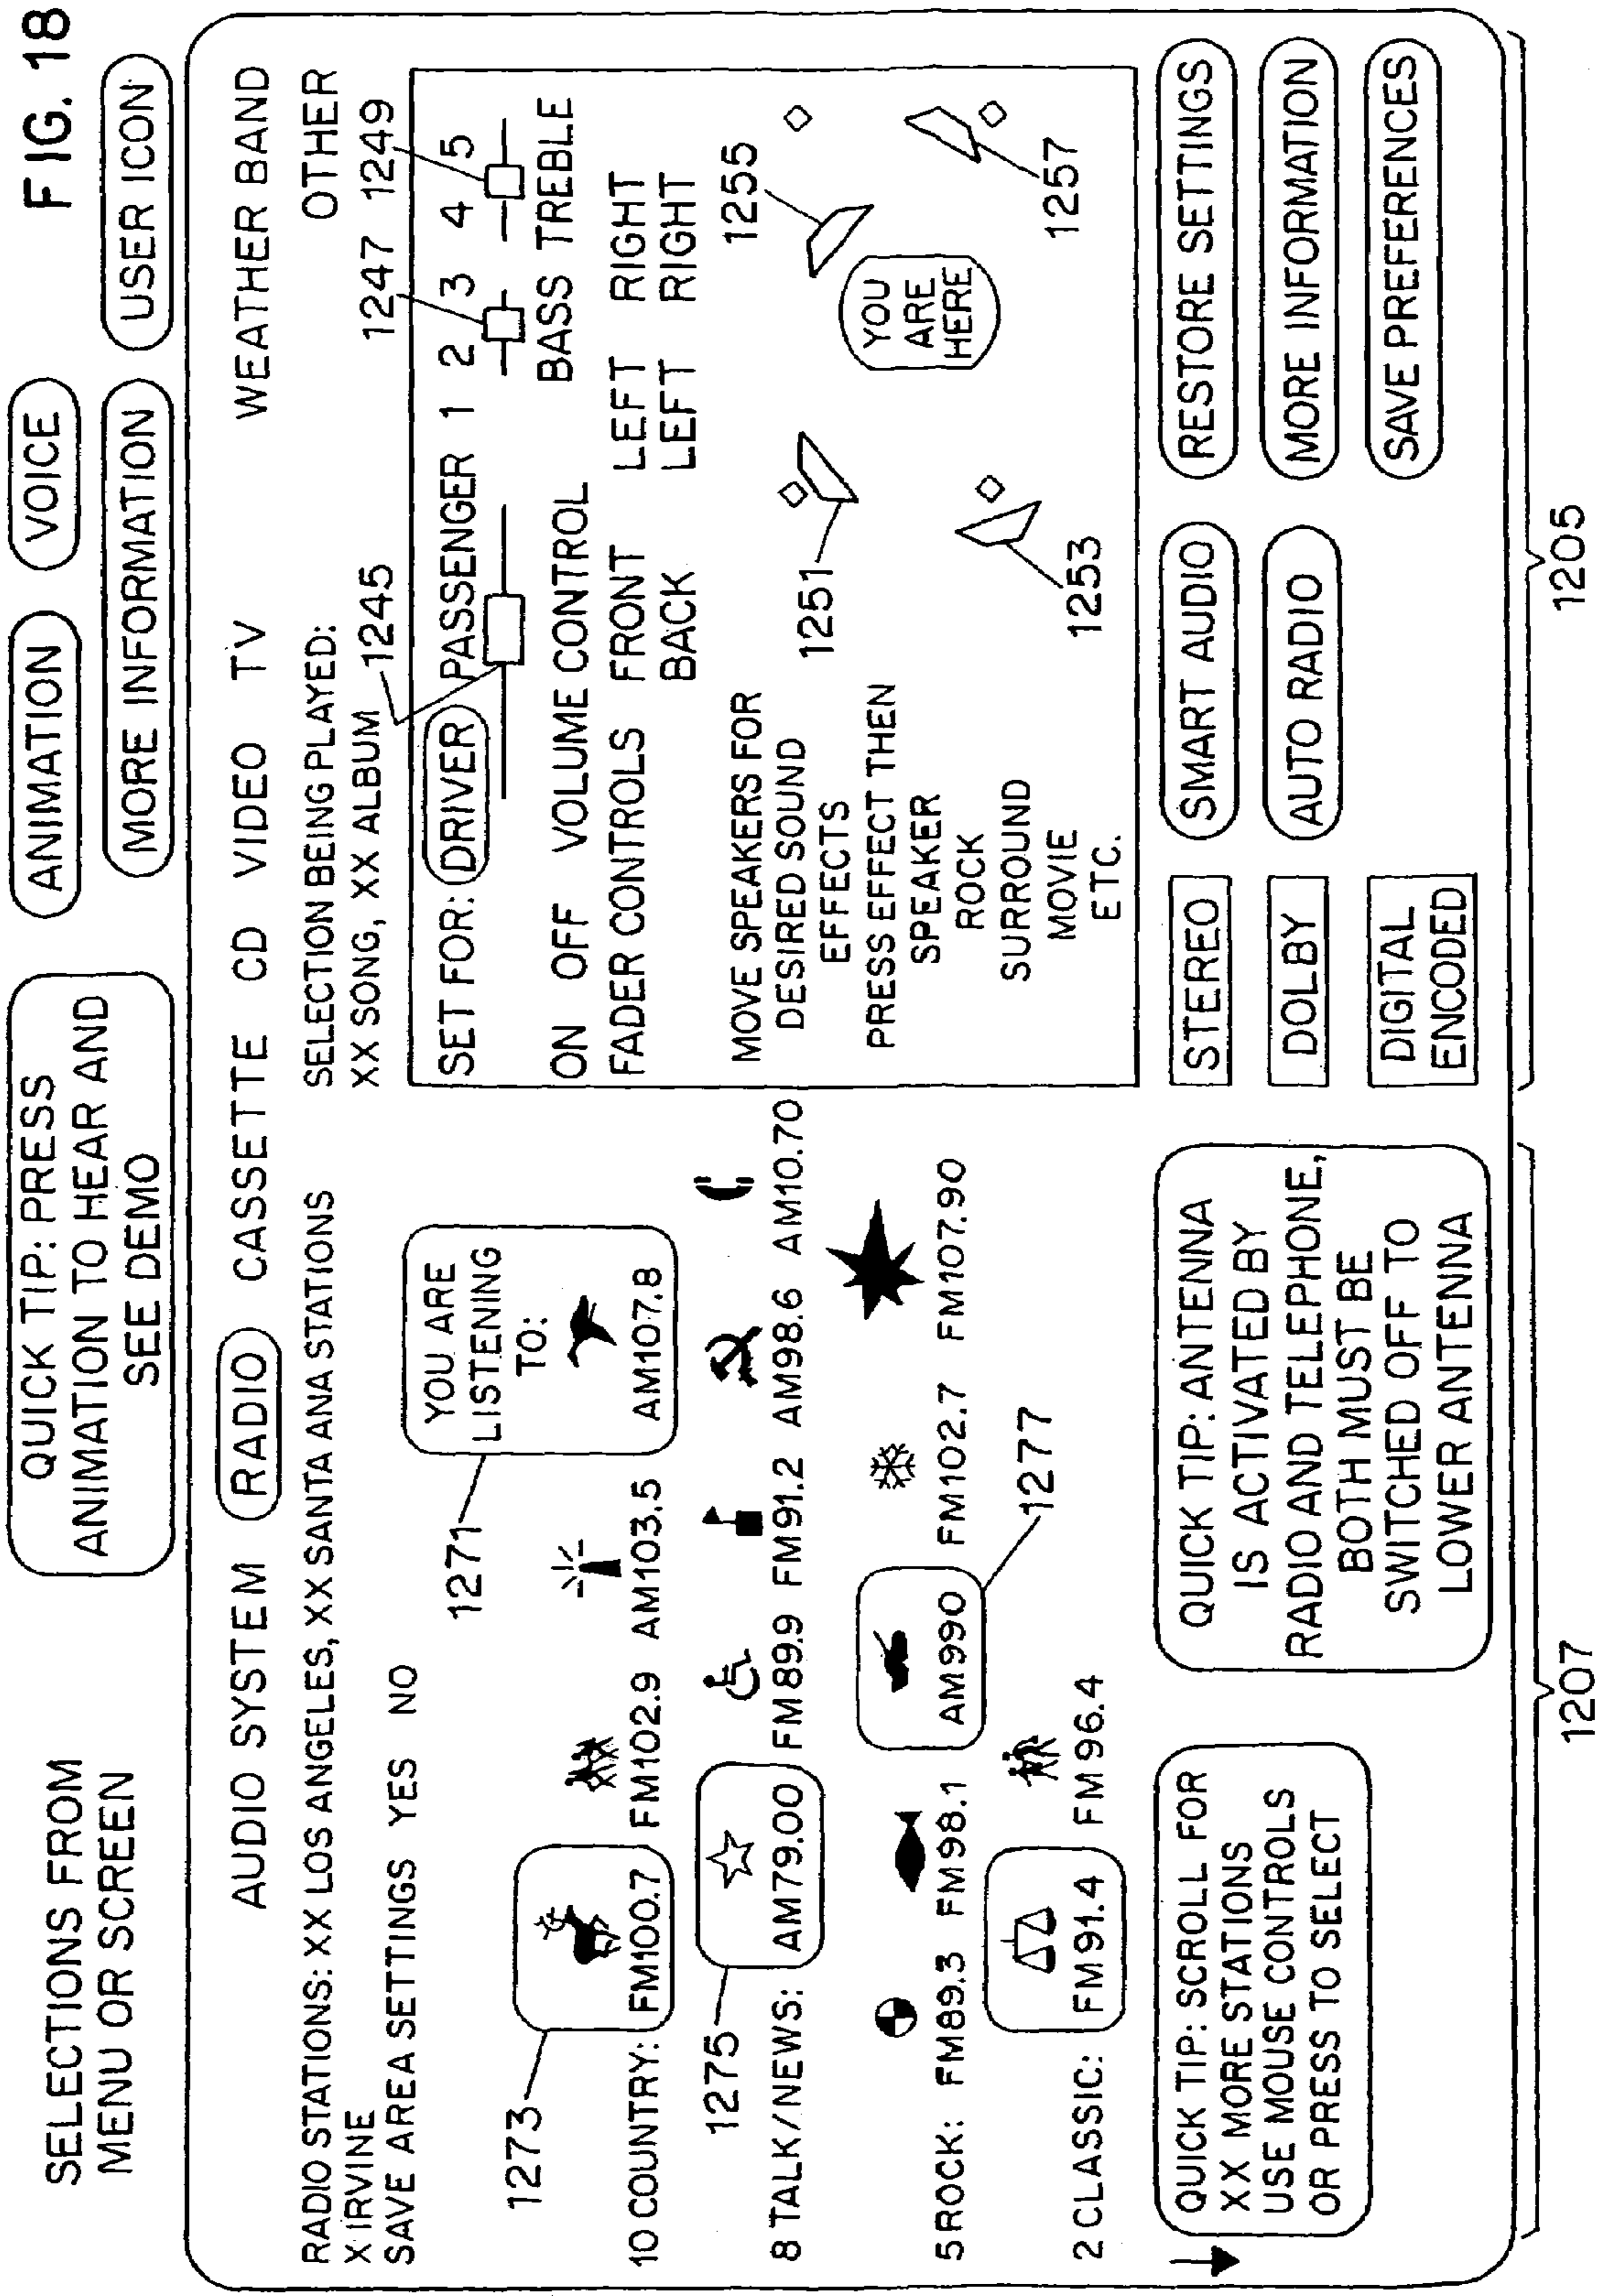 FIG. 18
SELECTIONS FROM
MENU OR SCREEN
QUICK TIP: PRESS
ANIMATION TO HEAR AND
SEE DEMO
ANIMATION
VOICE
MORE INFORMATION
USER ICON
AUDIO SYSTEM RADIO CASSETTE CD VIDEO TV WEATHER BAND
OTHER
RADIO STATIONS: XX LOS ANGELES, XX SANTA ANA STATIONS
X IRVINE
SAVE AREA SETTINGS YES NO
1271
YOU ARE
LISTENING
TO:
AM107.8
1273
10 COUNTRY: FM100.7 FM102.9 AM103.5
1275
8 TALK/NEWS: AM79.00 FM89.9 FM91.2 AM98.6 AM10.70
5 ROCK: FM89.3 FM98.1 AM990 FM102.7 FM107.90
1277
2 CLASSIC: FM91.4 FM96.4
QUICK TIP: SCROLL FOR
XX MORE STATIONS
USE MOUSE CONTROLS
OR PRESS TO SELECT
QUICK TIP: ANTENNA
IS ACTIVATED BY
RADIO AND TELEPHONE,
BOTH MUST BE
SWITCHED OFF TO
LOWER ANTENNA
1207
SELECTION BEING PLAYED:
XX SONG, XX ALBUM
1245
1247
1249
SET FOR: DRIVER PASSENGER 1 2 3 4 5
BASS TREBLE
ON OFF VOLUME CONTROL
FADER CONTROLS FRONT LEFT RIGHT
BACK LEFT RIGHT
MOVE SPEAKERS FOR
DESIRED SOUND
EFFECTS
PRESS EFFECT THEN
SPEAKER
ROCK
SURROUND
MOVIE
ETC.
1251
1253
1255
1257
YOU
ARE
HERE
STEREO
DOLBY
DIGITAL
ENCODED
SMART AUDIO
AUTO RADIO
RESTORE SETTINGS
MORE INFORMATION
SAVE PREFERENCES
1205